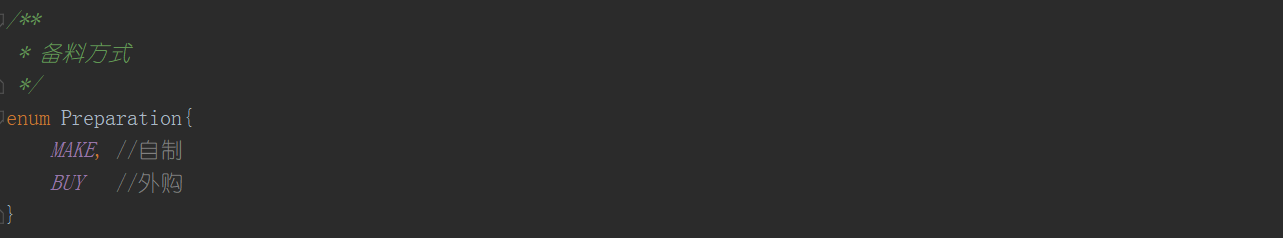 /**
 * 备料方式
 */
enum Preparation{
    MAKE, //自制
    BUY   //外购
}